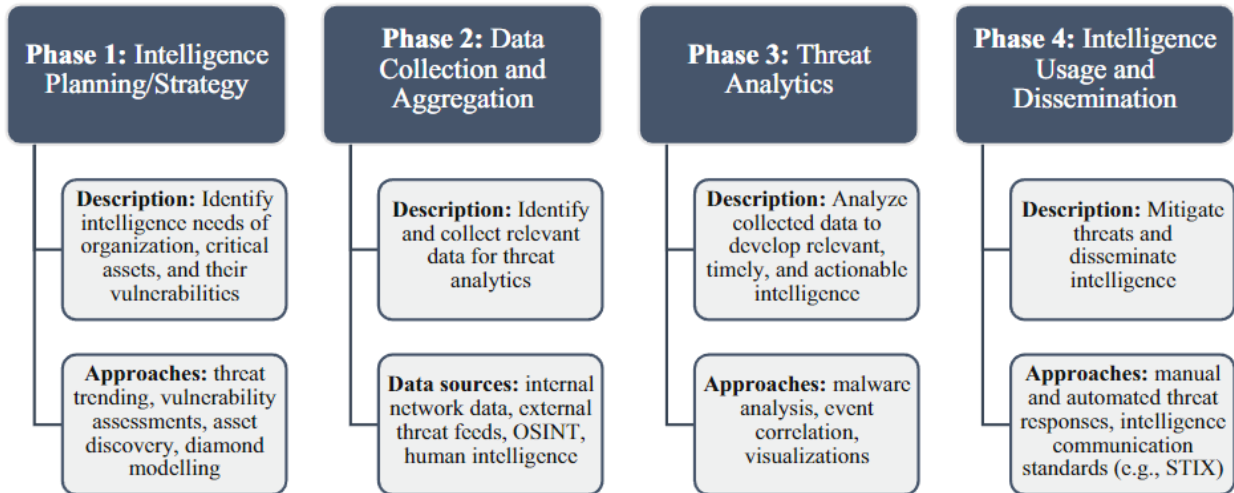 Phase 1: Intelligence
Planning/Strategy
Description: Identify
intelligence needs of
organization, critical
assets, and their
vulnerabilities
Approaches: threat
trending, vulnerability
assessments, asset
discovery, diamond
modelling
Phase 2: Data
Collection and
Aggregation
Description: Identify
and collect relevant
data for threat
analytics
Data sources: internal
network data, external
threat feeds, OSINT,
human intelligence
Phase 3: Threat
Analytics
Description: Analyze
collected data to
develop relevant,
timely, and actionable
intelligence
Approaches: malware
analysis, event
correlation,
visualizations
Phase 4: Intelligence
Usage and
Dissemination
Description: Mitigate
threats and
disseminate
intelligence
Approaches: manual
and automated threat
responses, intelligence
communication
standards (e.g., STIX)